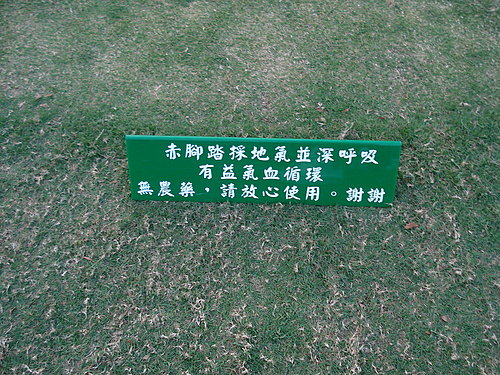 赤腳踏採地氣並深呼吸
有益氣血循環
無農藥，請放心使用。謝謝